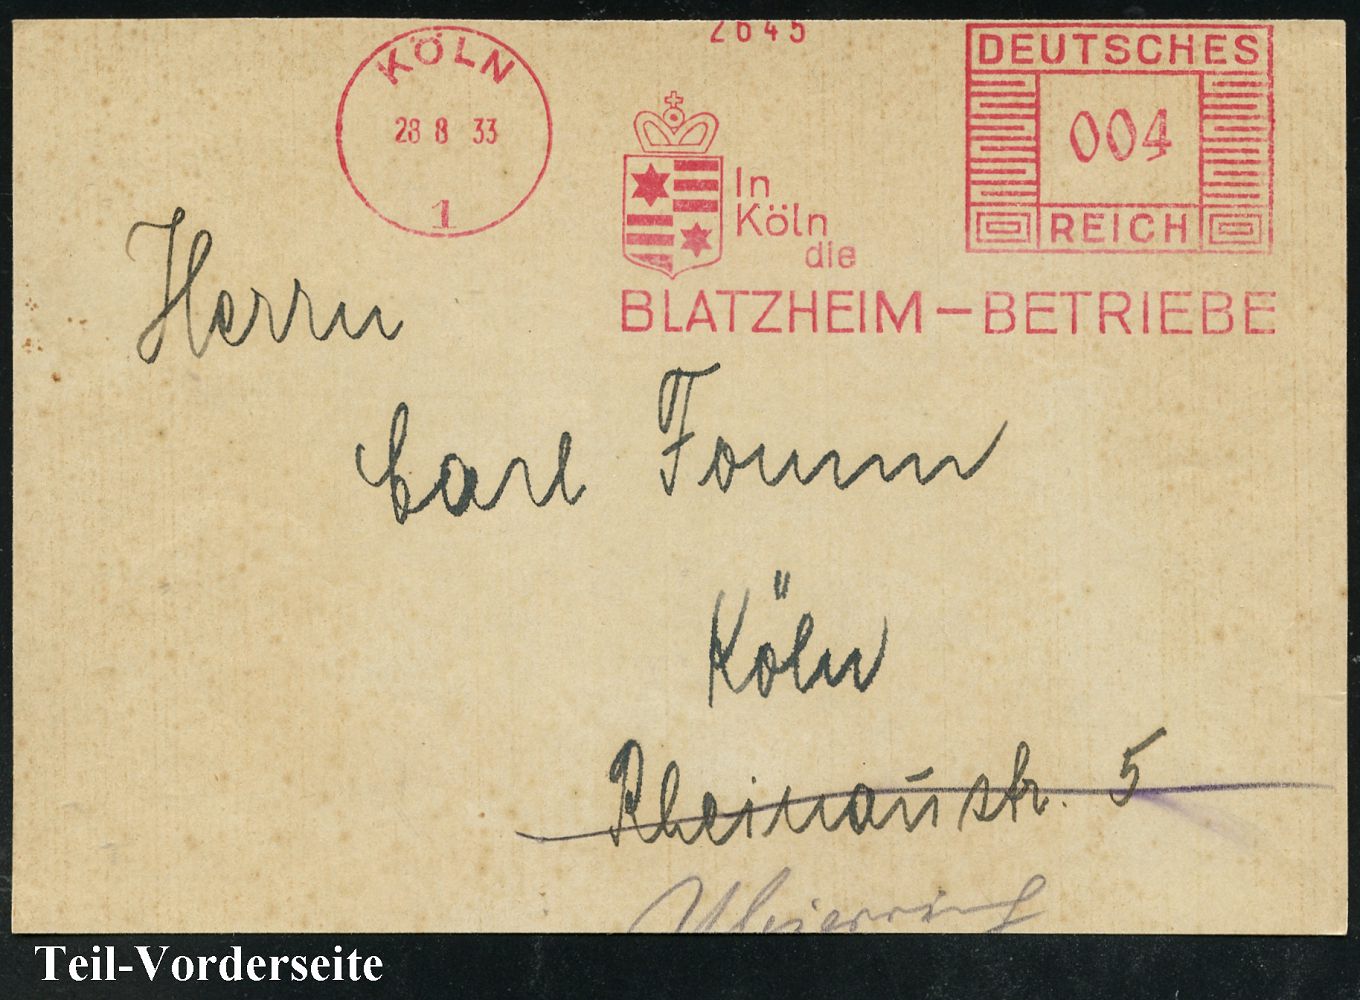 KÖLN
28 8 33
1
2645
In
Köln
die
BLATZHEIM-BETRIEBE
DEUTSCHES
004
REICH
Herrn
Carl
Köln
Rheinaustr. 5
Teil-Vorderseite